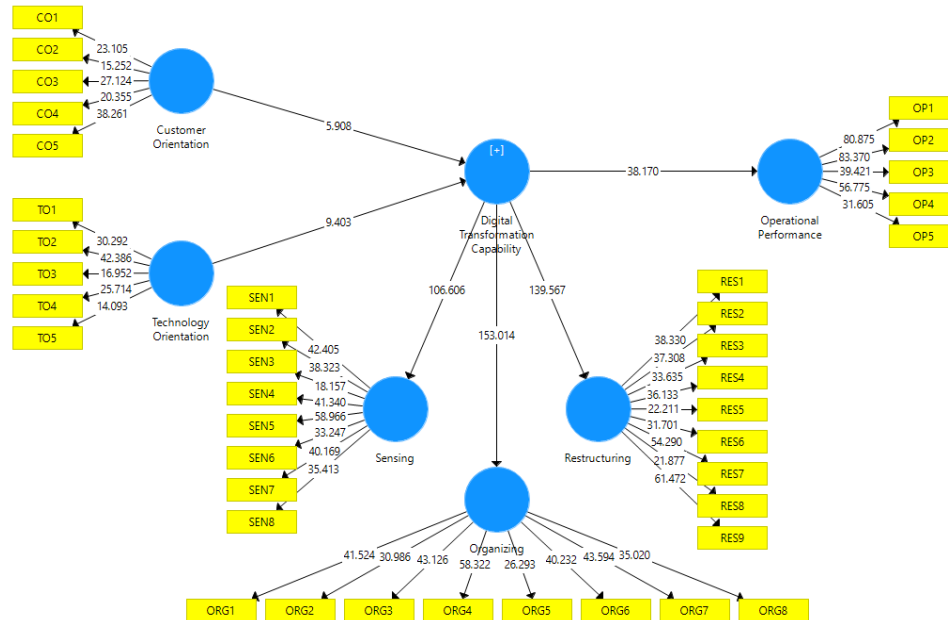 CO1
CO2
CO3
CO4
CO5
23.105
15.252
27.124
20.355
38.261
Customer
Orientation
5.908
TO1
TO2
TO3
TO4
TO5
30.292
42.386
16.952
25.714
14.093
Technology
Orientation
9.403
[+]
Digital
Transformation
Capability
38.170
OP1
OP2
OP3
OP4
OP5
80.875
83.370
39.421
56.775
31.605
Operational
Performance
106.606
153.014
139.567
SEN1
SEN2
SEN3
SEN4
SEN5
SEN6
SEN7
SEN8
42.405
38.323
18.157
41.340
58.966
33.247
40.169
35.413
Sensing
RES1
RES2
RES3
RES4
RES5
RES6
RES7
RES8
RES9
38.330
37.308
33.635
36.133
22.211
31.701
54.290
21.877
61.472
Restructuring
Organizing
41.524
30.986
43.126
58.322
26.293
40.232
43.594
35.020
ORG1
ORG2
ORG3
ORG4
ORG5
ORG6
ORG7
ORG8